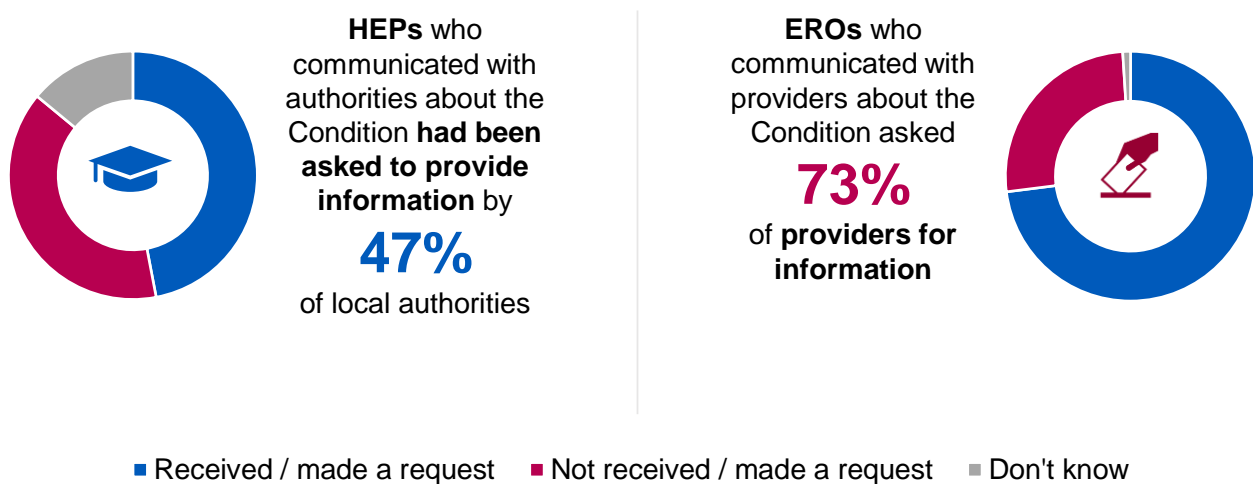 HEPs who
communicated with
authorities about the
Condition had been
asked to provide
information by
47%
of local authorities
EROs who
communicated with
providers about the
Condition asked
73%
of providers for
information
Received / made a request
Not received / made a request
Don't know